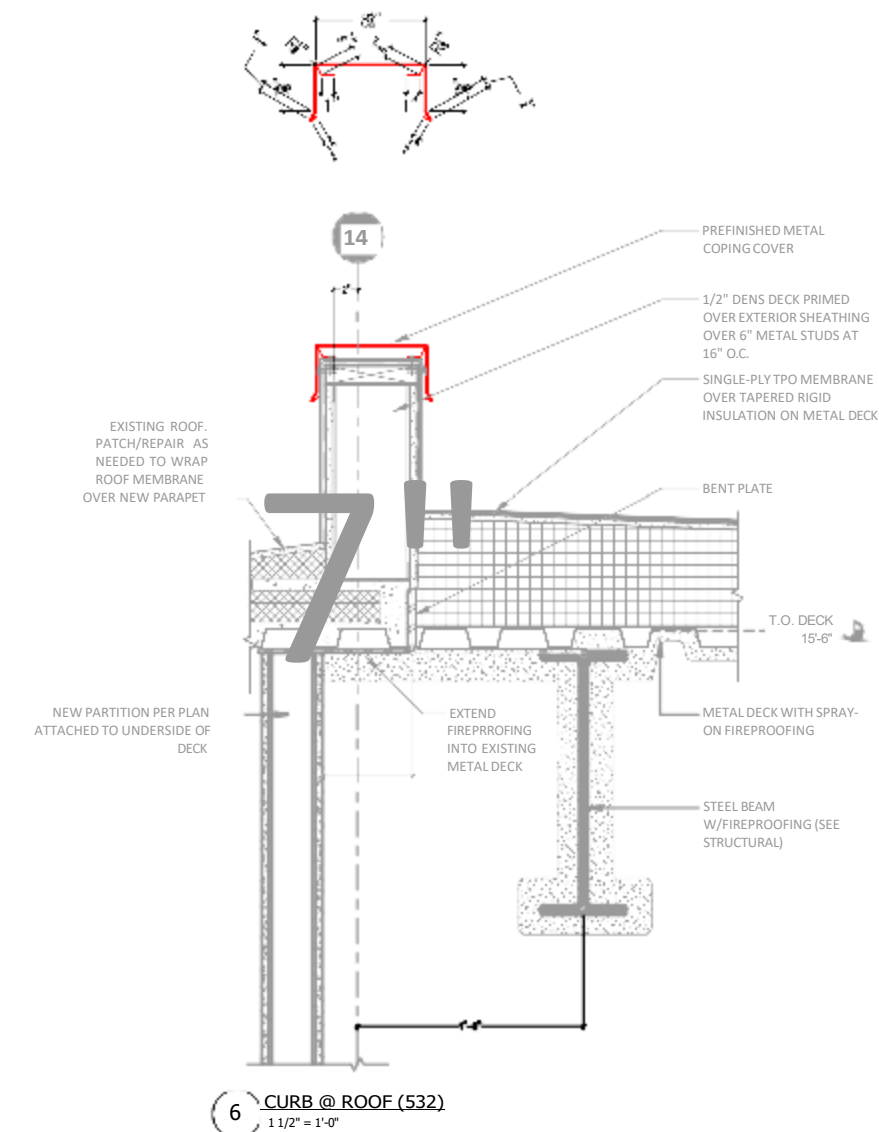 14
PREFINISHED METAL
COPING COVER
1/2" DENS DECK PRIMED
OVER EXTERIOR SHEATHING
OVER 6" METAL STUDS AT
16" O.C.
SINGLE-PLY TPO MEMBRANE
OVER TAPERED RIGID
INSULATION ON METAL DECK
EXISTING ROOF.
PATCH/REPAIR AS
NEEDED TO WRAP
ROOF MEMBRANE
OVER NEW PARAPET
BENT PLATE
7"
T.O. DECK
15'-6"
NEW PARTITION PER PLAN
ATTACHED TO UNDERSIDE OF
DECK
EXTEND
FIREPRROFING
INTO EXISTING
METAL DECK
METAL DECK WITH SPRAY-
ON FIREPROOFING
STEEL BEAM
W/FIREPROOFING (SEE
STRUCTURAL)
6 CURB @ ROOF (532)
1 1/2" = 1'-0"